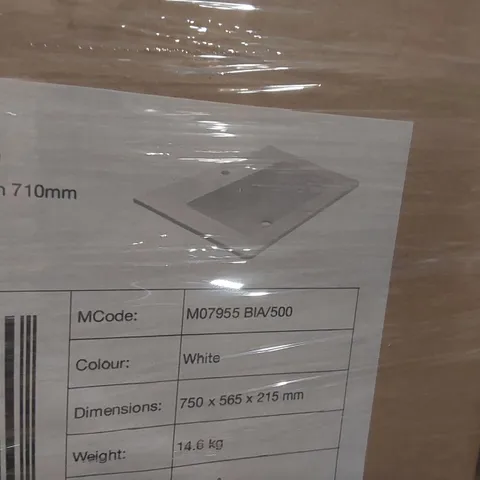 710mm
MCode: M07955 BIA/500
Colour: White
Dimensions: 750 x 565 x 215 mm
Weight: 14.6 kg